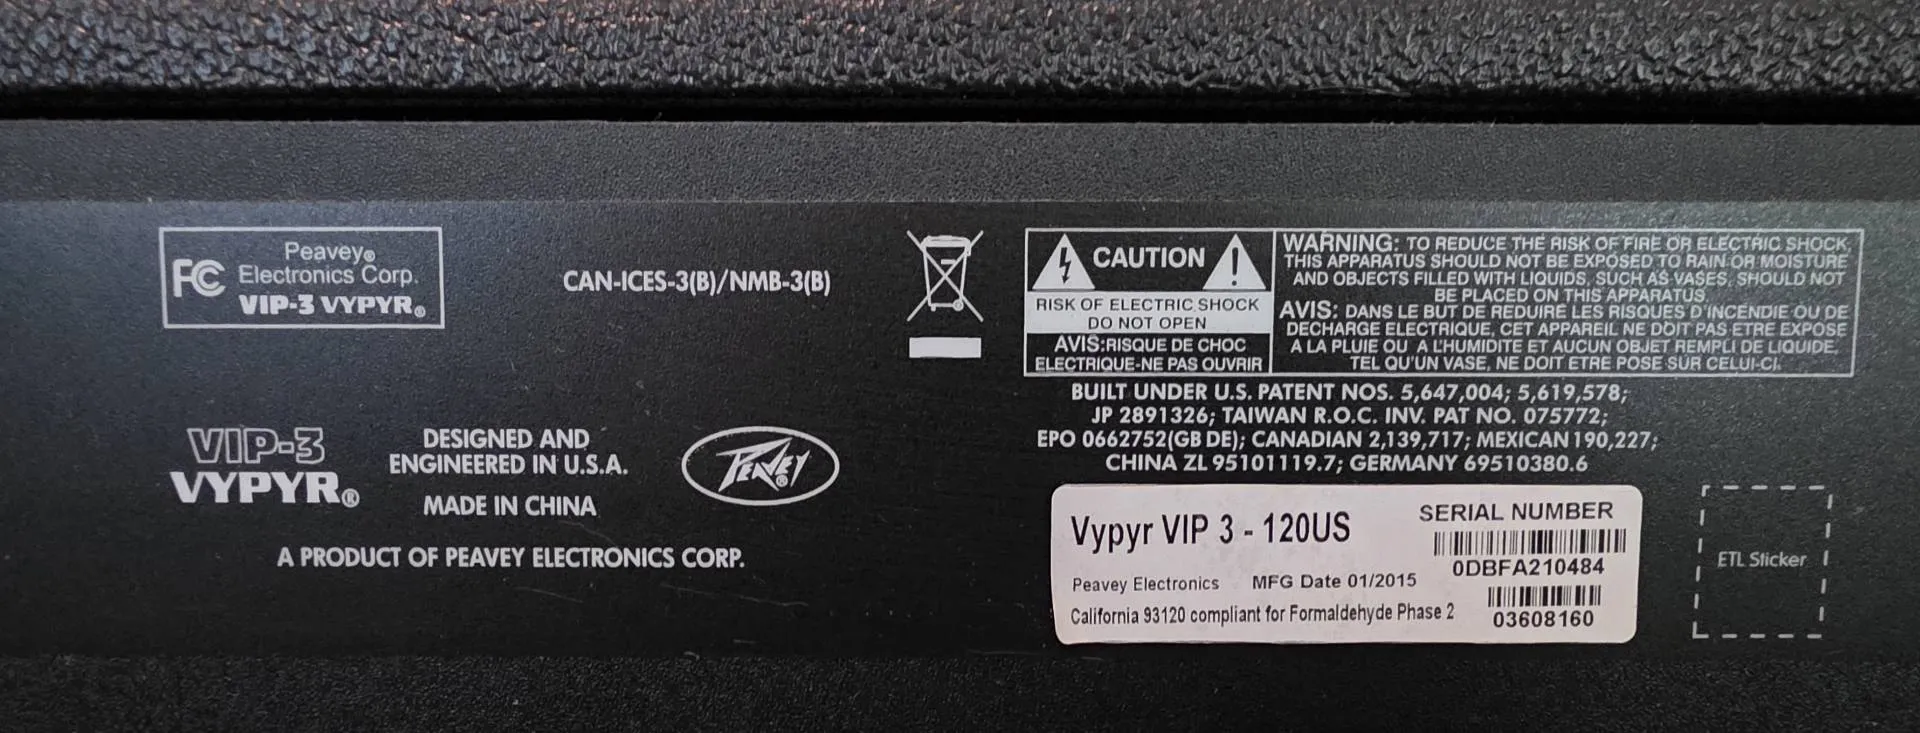 Peavey®
Electronics Corp.
FC
VIP-3 VYPYR®
CAN-ICES-3(B)/NMB-3(B)
CAUTION
RISK OF ELECTRIC SHOCK
DO NOT OPEN
AVIS:RISQUE DE CHOC
ELECTRIQUE-NE PAS OUVRIR
WARNING: TO REDUCE THE RISK OF FIRE OR ELECTRIC SHOCK,
THIS APPARATUS SHOULD NOT BE EXPOSED TO RAIN OR MOISTURE
AND OBJECTS FILLED WITH LIQUIDS, SUCH AS VASES, SHOULD NOT
BE PLACED ON THIS APPARATUS.
AVIS: DANS LE BUT DE REDUIRE LES RISQUES D'INCENDIE OU DE
DECHARGE ELECTRIQUE, CET APPAREIL NE DOIT PAS ETRE EXPOSE
A LA PLUIE OU A L'HUMIDITE ET AUCUN OBJET REMPLI DE LIQUIDE,
TEL QU'UN VASE, NE DOIT ETRE POSE SUR CELUI-CI.
BUILT UNDER U.S. PATENT NOS. 5,647,004; 5,619,578;
JP 2891326; TAIWAN R.O.C. INV. PAT NO. 075772;
EPO 0662752(GB DE); CANADIAN 2,139,717; MEXICAN 190,227;
CHINA ZL 95101119.7; GERMANY 69510380.6
VIP-3
VYPYR®
DESIGNED AND
ENGINEERED IN U.S.A.
MADE IN CHINA
PEAVEY®
A PRODUCT OF PEAVEY ELECTRONICS CORP.
Vypyr VIP 3 - 120US
SERIAL NUMBER
0DBFA210484
Peavey Electronics MFG Date 01/2015
California 93120 compliant for Formaldehyde Phase 2
03608160
ETL Sticker